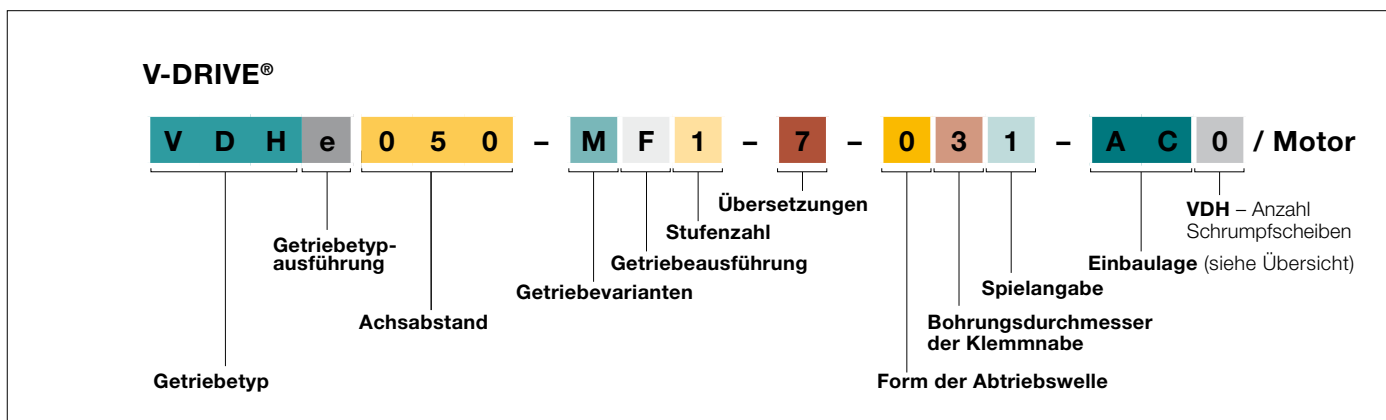 V-DRIVE®
V D H e 0 5 0 – M F 1 – 7 – 0 3 1 – A C 0 / Motor
Übersetzungen
VDH – Anzahl
Schrumpfscheiben
Stufenzahl
Getriebetyp-
ausführung
Getriebeausführung
Einbaulage (siehe Übersicht)
Getriebevarianten
Spielangabe
Achsabstand
Bohrungsdurchmesser
der Klemmnabe
Getriebetyp
Form der Abtriebswelle